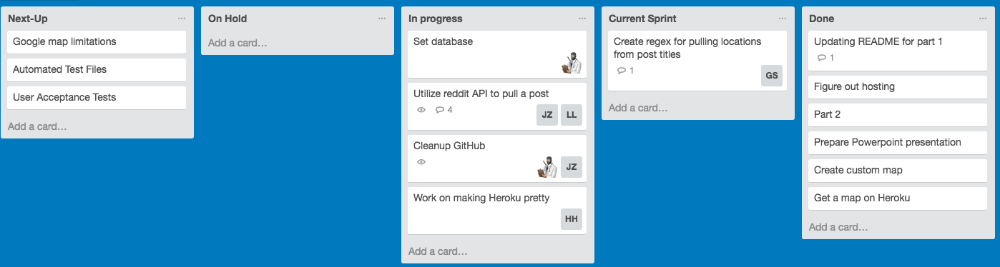 Next-Up
Google map limitations
Automated Test Files
User Acceptance Tests
Add a card…
On Hold
Add a card…
In progress
Set database
Utilize reddit API to pull a post
4
JZ
LL
Cleanup GitHub
JZ
Work on making Heroku pretty
HH
Add a card…
Current Sprint
Create regex for pulling locations
from post titles
1
GS
Add a card…
Done
Updating README for part 1
1
Figure out hosting
Part 2
Prepare Powerpoint presentation
Create custom map
Get a map on Heroku
Add a card…